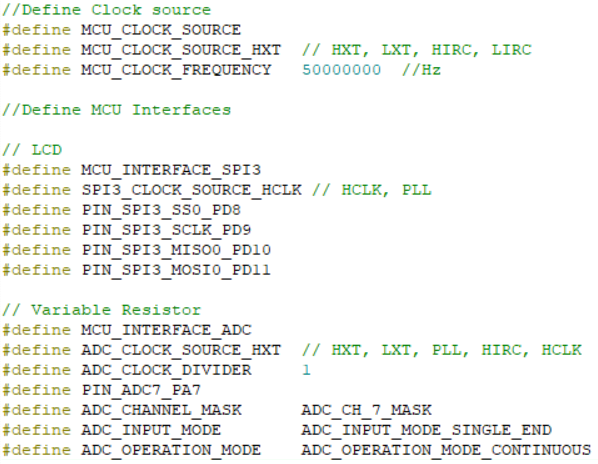 //Define Clock source
#define MCU_CLOCK_SOURCE
#define MCU_CLOCK_SOURCE_HXT  // HXT, LXT, HIRC, LIRC
#define MCU_CLOCK_FREQUENCY   50000000  //Hz
//Define MCU Interfaces
// LCD
#define MCU_INTERFACE_SPI3
#define SPI3_CLOCK_SOURCE_HCLK // HCLK, PLL
#define PIN_SPI3_SS0_PD8
#define PIN_SPI3_SCLK_PD9
#define PIN_SPI3_MISO0_PD10
#define PIN_SPI3_MOSI0_PD11
// Variable Resistor
#define MCU_INTERFACE_ADC
#define ADC_CLOCK_SOURCE_HXT  // HXT, LXT, PLL, HIRC, HCLK
#define ADC_CLOCK_DIVIDER     1
#define PIN_ADC7_PA7
#define ADC_CHANNEL_MASK      ADC_CH_7_MASK
#define ADC_INPUT_MODE        ADC_INPUT_MODE_SINGLE_END
#define ADC_OPERATION_MODE    ADC_OPERATION_MODE_CONTINUOUS